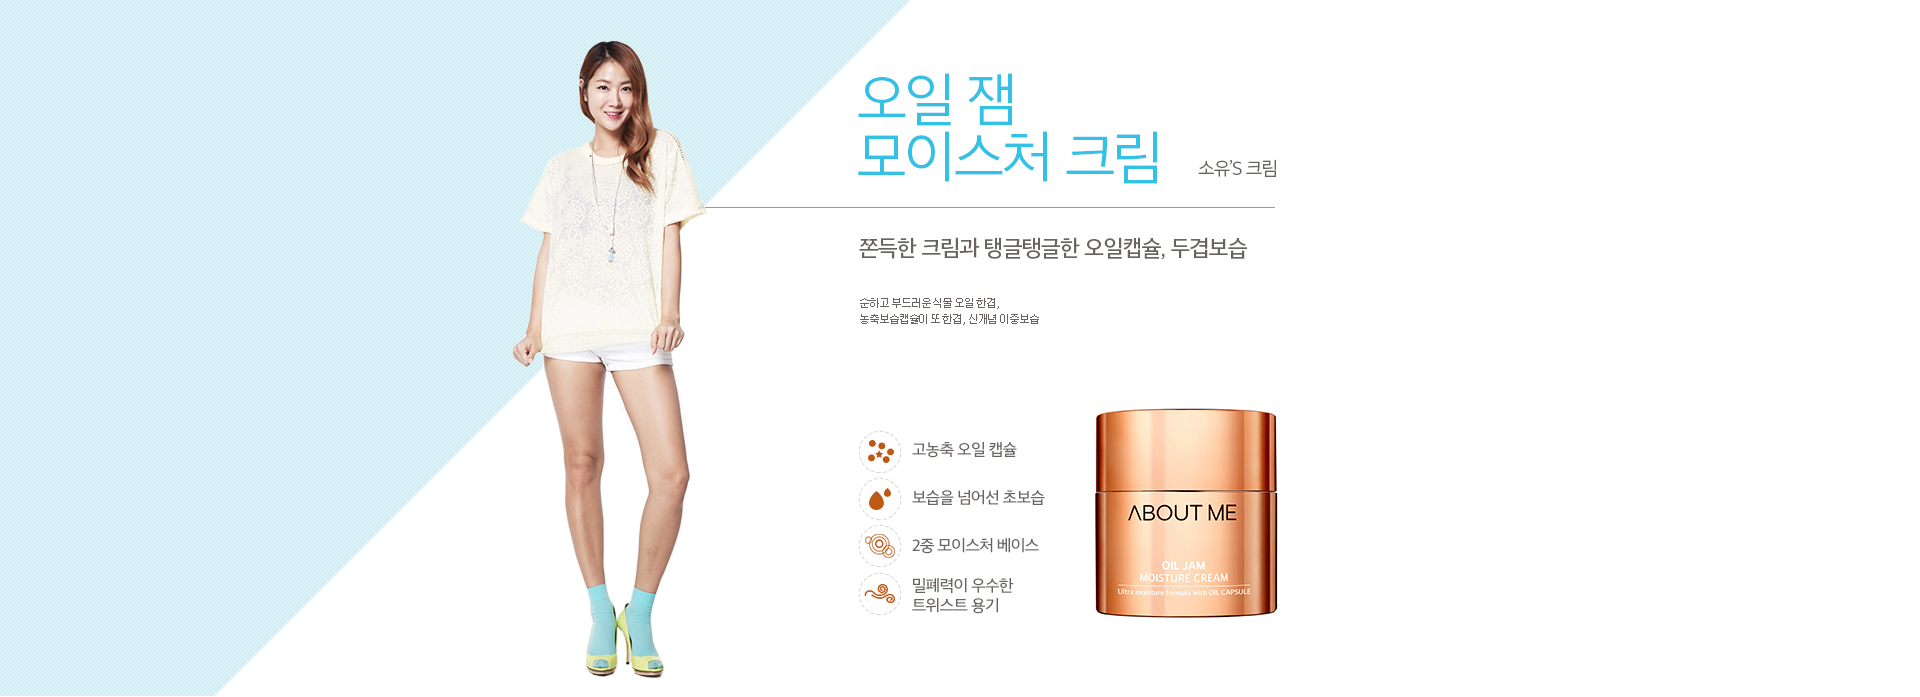 오일 잼
모이스처 크림
소유'S 크림
쫀득한 크림과 탱글탱글한 오일캡슐, 두겹보습
순하고 부드러운 식물 오일 한겹,
농축보습캡슐이 또 한겹, 신개념 이중보습
고농축 오일 캡슐
보습을 넘어선 초보습
2중 모이스처 베이스
밀폐력이 우수한
트위스트 용기
ABOUT ME
OIL JAM
MOISTURE CREAM
Ultra moisture formula with OIL CAPSULE